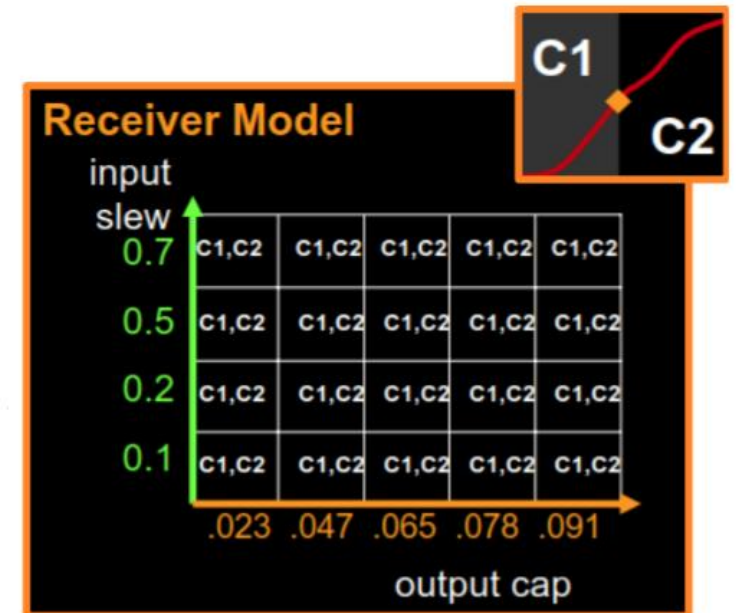 C1
C2
Receiver Model
input
slew
0.7 C1,C2 C1,C2 C1,C2 C1,C2 C1,C2
0.5 C1,C2 C1,C2 C1,C2 C1,C2 C1,C2
0.2 C1,C2 C1,C2 C1,C2 C1,C2 C1,C2
0.1 C1,C2 C1,C2 C1,C2 C1,C2 C1,C2
.023 .047 .065 .078 .091
output cap